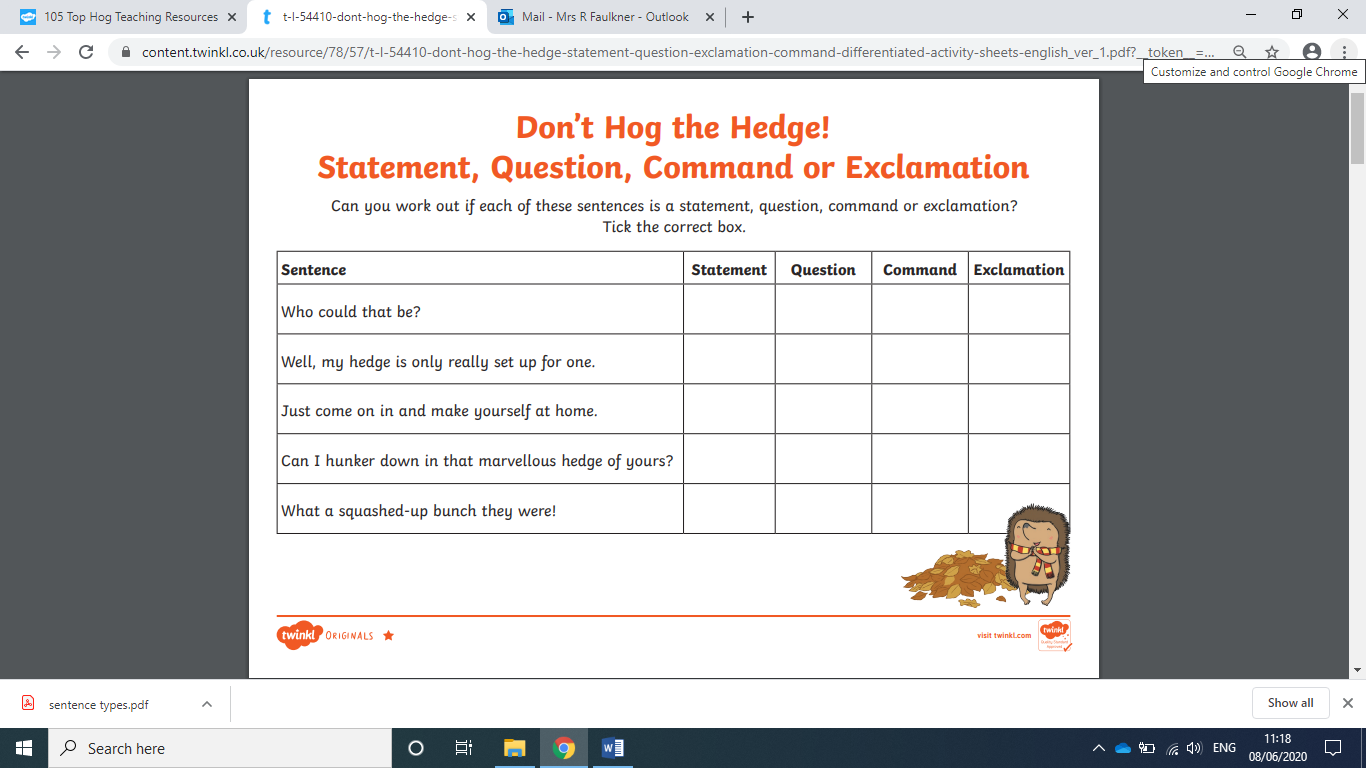 105 Top Hog Teaching Resources
t-l-54410-dont-hog-the-hedge-s
Mail - Mrs R Faulkner - Outlook
content.twinkl.co.uk/resource/78/57/t-l-54410-dont-hog-the-hedge-statement-question-exclamation-command-differentiated-activity-sheets-english_ver_1.pdf?__token__=...
Customize and control Google Chrome
Don't Hog the Hedge!
Statement, Question, Command or Exclamation
Can you work out if each of these sentences is a statement, question, command or exclamation?
Tick the correct box.
Sentence Statement Question Command Exclamation
Who could that be?
Well, my hedge is only really set up for one.
Just come on in and make yourself at home.
Can I hunker down in that marvellous hedge of yours?
What a squashed-up bunch they were!
twinkl ORIGINALS
visit twinkl.com
twinkl
sentence types.pdf
Show all
Search here
ENG
11:18
08/06/2020